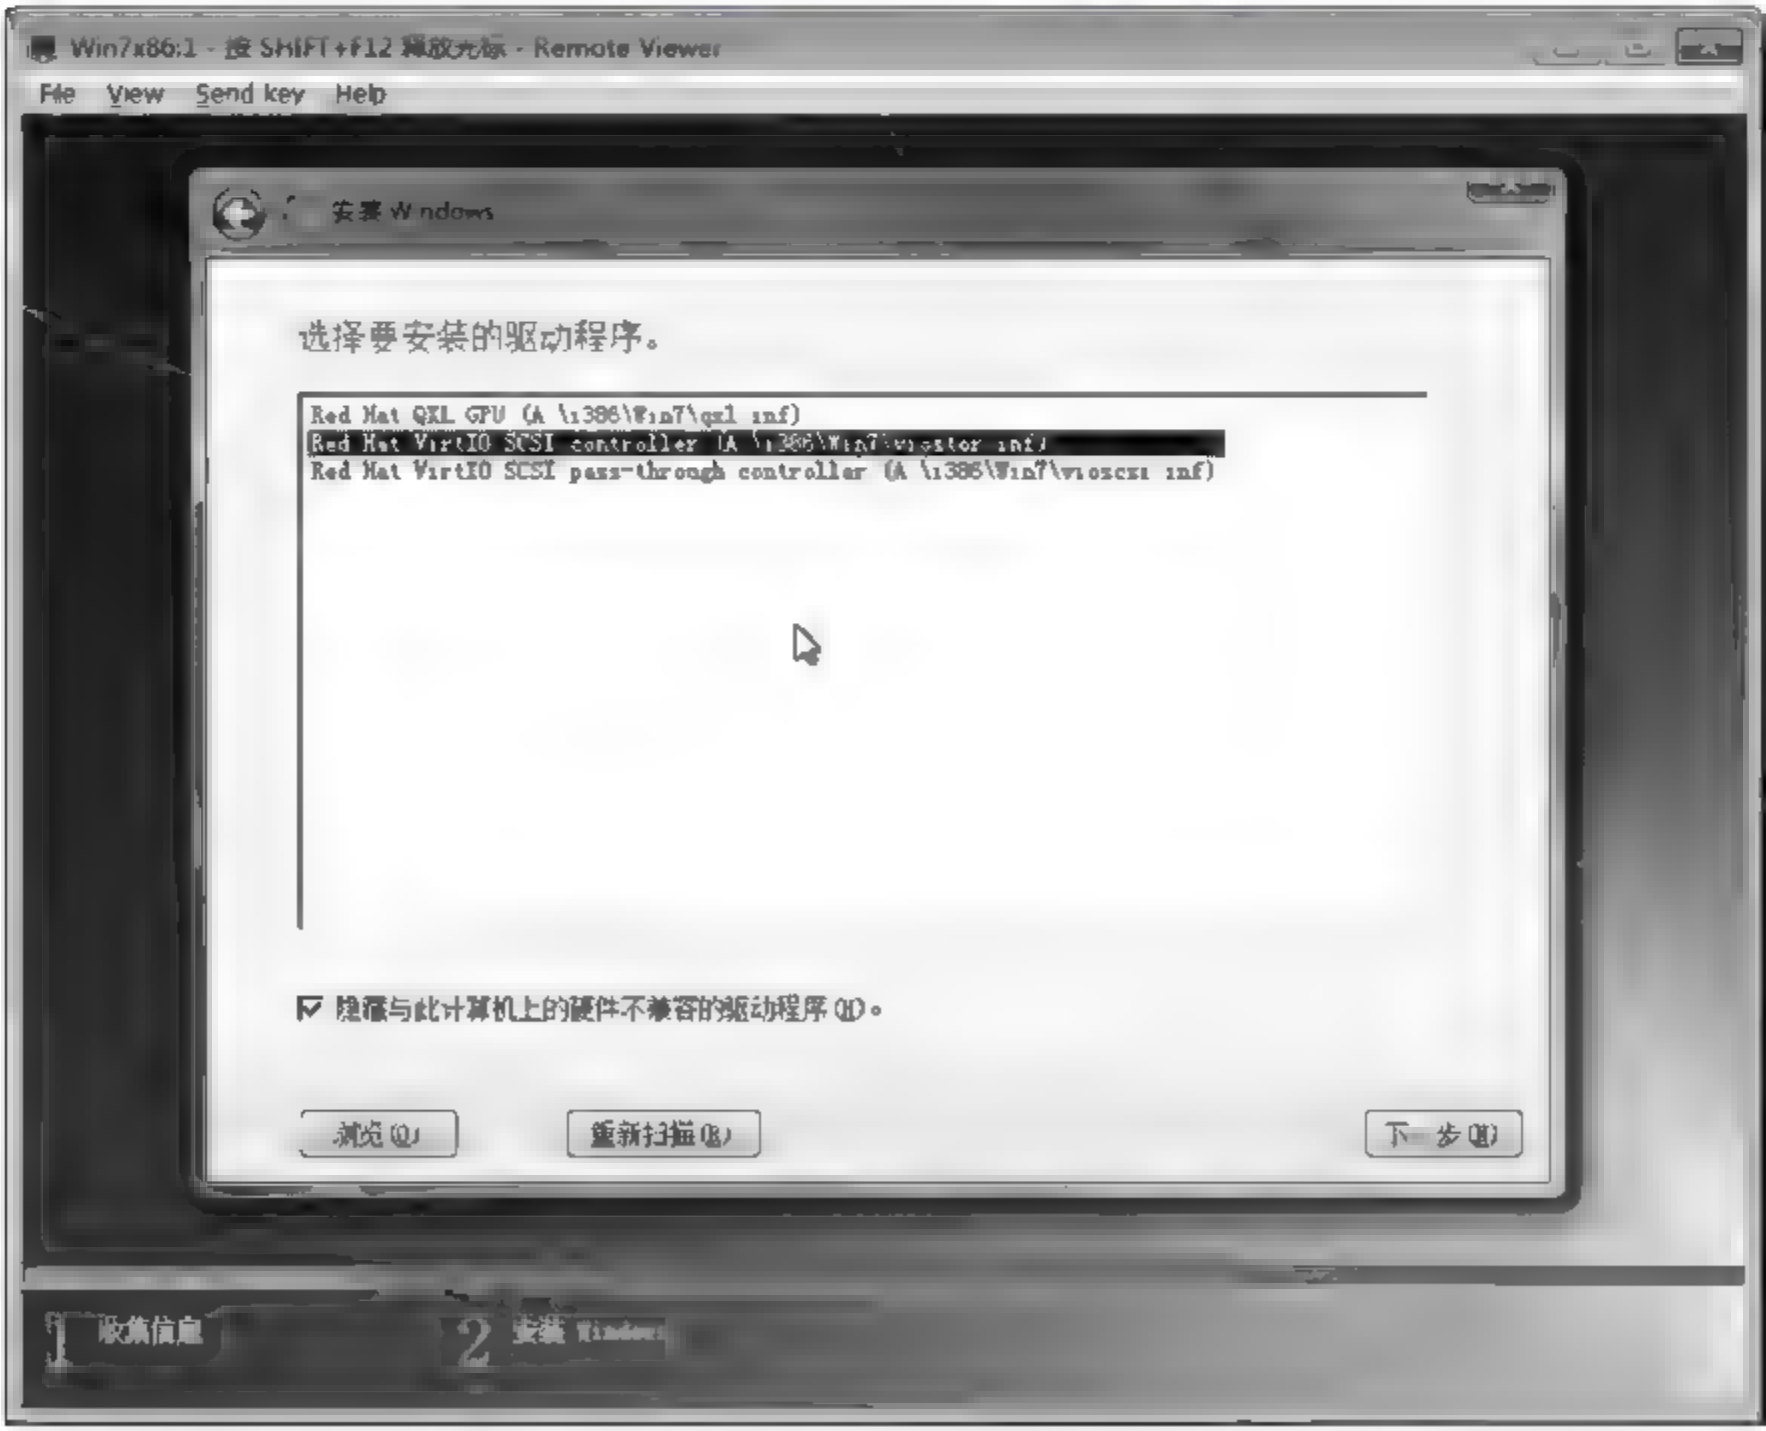 Win7x86:1 - 按 SHIFT+F12 释放光标 - Remote Viewer
File View Send key Help
安装 Windows
选择要安装的驱动程序。
Red Hat QXL GPU (A:\i386\Win7\qxl.inf)
Red Hat VirtIO SCSI controller (A:\i386\Win7\viostor.inf)
Red Hat VirtIO SCSI pass-through controller (A:\i386\Win7\vioscsi.inf)
隐藏与此计算机上的硬件不兼容的驱动程序(H)。
浏览(O)
重新扫描(R)
下一步(N)
1 收集信息
2 安装 Windows